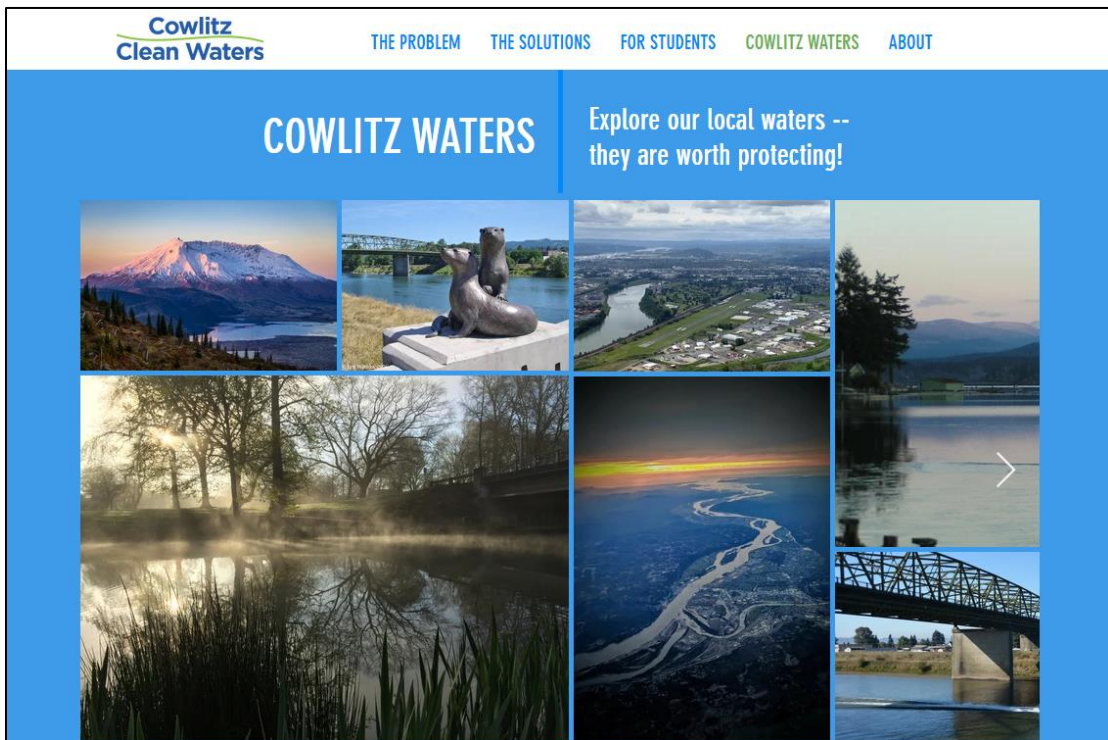 Cowlitz
Clean Waters
THE PROBLEM THE SOLUTIONS FOR STUDENTS COWLITZ WATERS ABOUT
COWLITZ WATERS
Explore our local waters --
they are worth protecting!